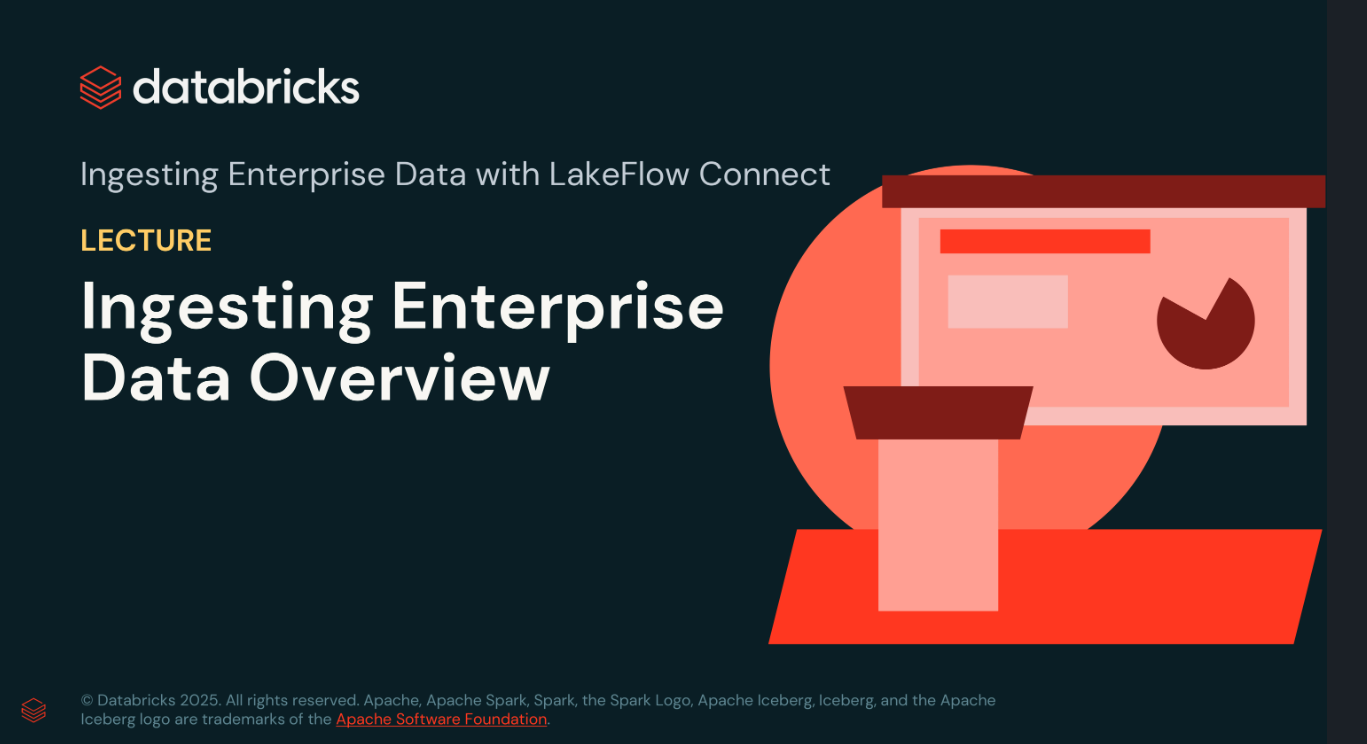 databricks
Ingesting Enterprise Data with LakeFlow Connect
LECTURE
Ingesting Enterprise
Data Overview
© Databricks 2025. All rights reserved. Apache, Apache Spark, Spark, the Spark Logo, Apache Iceberg, Iceberg, and the Apache
Iceberg logo are trademarks of the Apache Software Foundation.